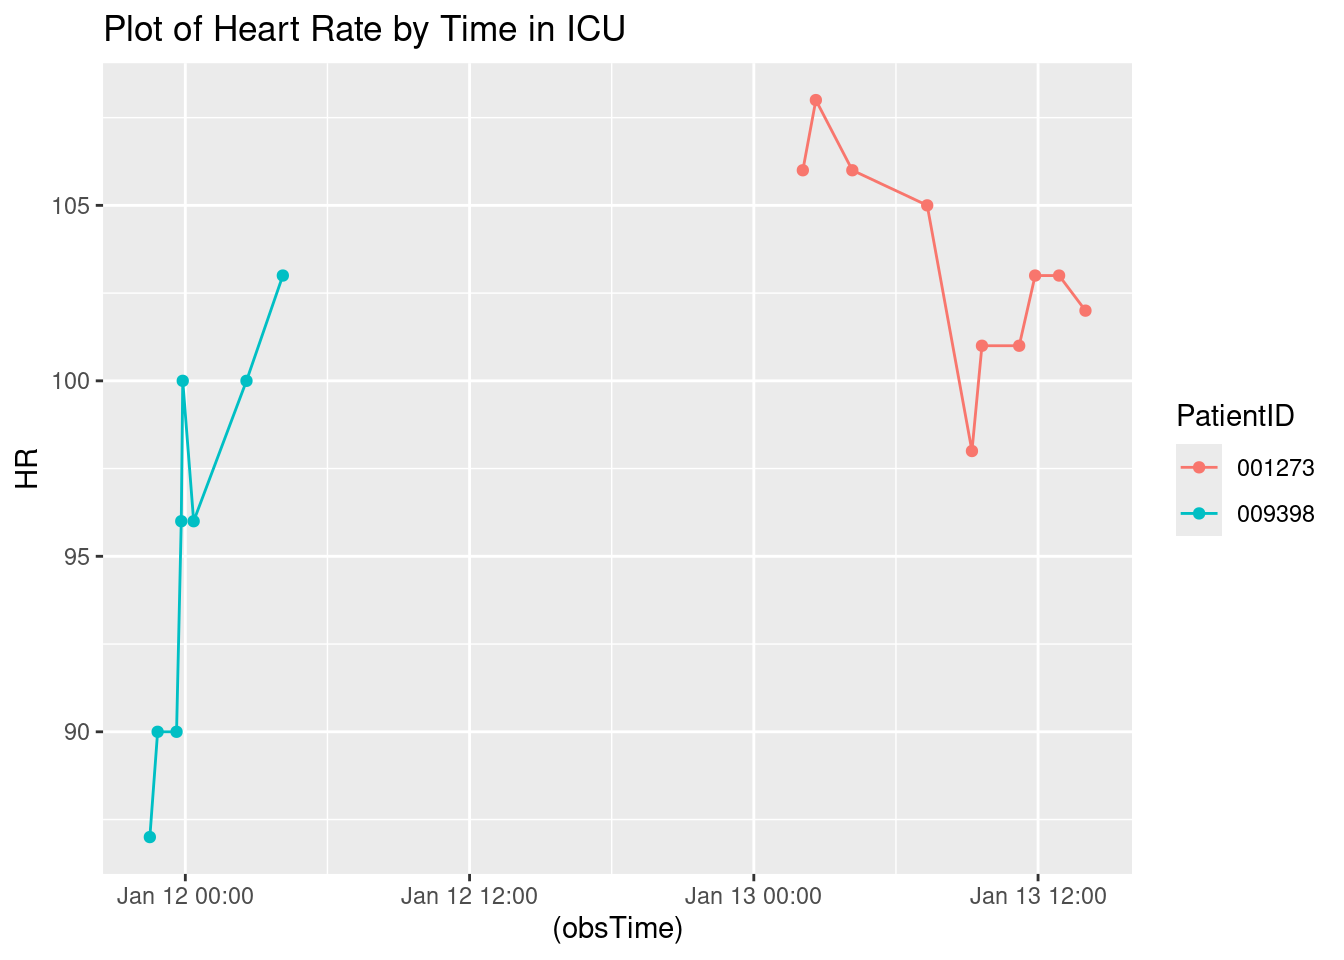 Plot of Heart Rate by Time in ICU
105
100
95
90
HR
Jan 12 00:00
Jan 12 12:00
Jan 13 00:00
Jan 13 12:00
(obsTime)
PatientID
001273
009398